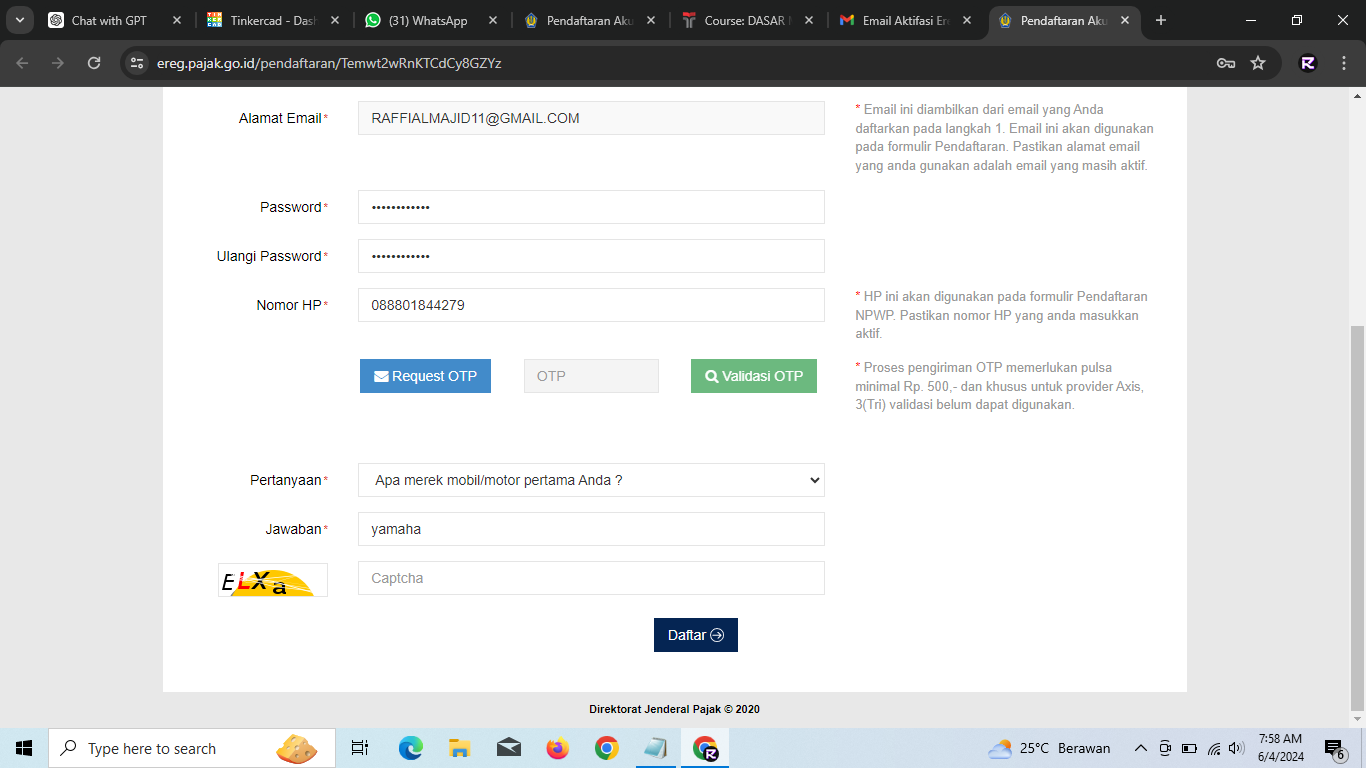 Chat with GPT
Tinkercad - Dash
(31) WhatsApp
Pendaftaran Aku
Course: DASAR
Email Aktifasi Ere
Pendaftaran Aku
ereg.pajak.go.id/pendaftaran/Temwt2wRnKTCdCy8GZYz
Alamat Email*
RAFFIALMAJID11@GMAIL.COM
* Email ini diambilkan dari email yang Anda
daftarkan pada langkah 1. Email ini akan digunakan
pada formulir Pendaftaran. Pastikan alamat email
yang anda gunakan adalah email yang masih aktif.
Password*
••••••••••••
Ulangi Password*
••••••••••••
Nomor HP*
088801844279
* HP ini akan digunakan pada formulir Pendaftaran
NPWP. Pastikan nomor HP yang anda masukkan
aktif.
Request OTP
OTP
Validasi OTP
* Proses pengiriman OTP memerlukan pulsa
minimal Rp. 500,- dan khusus untuk provider Axis,
3(Tri) validasi belum dapat digunakan.
Pertanyaan*
Apa merek mobil/motor pertama Anda ?
Jawaban*
yamaha
ELXa
Captcha
Daftar
Direktorat Jenderal Pajak © 2020
Type here to search
25°C Berawan
7:58 AM
6/4/2024
6